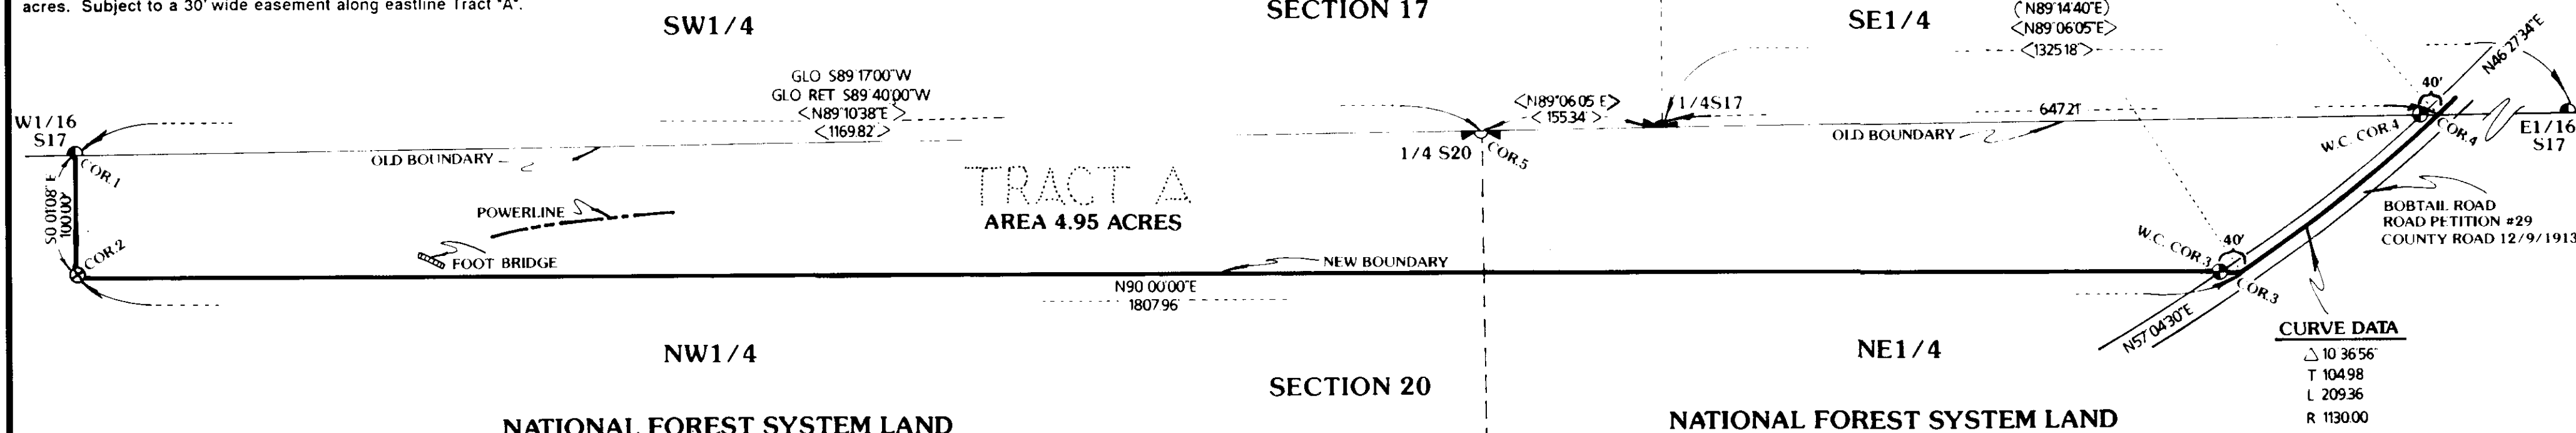 acres. Subject to a 30' wide easement along eastline Tract "A".
SW1/4
SECTION 17
SE1/4
(N89°14'40"E)
<N89°06'05"E>
<1325.18'>
N46°27'34"E
GLO S89°17'00"W
GLO RET S89°40'00"W
<N89°10'38"E>
<1169.82'>
<N89°06'05"E>
<155.34'>
1/4S17
647.21'
40'
W1/16
S17
COR.1
OLD BOUNDARY
1/4 S20
COR.5
OLD BOUNDARY
W.C. COR.4
COR.4
E1/16
S17
S0°01'08"E
100.00'
TRACT A
AREA 4.95 ACRES
POWERLINE
FOOT BRIDGE
COR.2
NEW BOUNDARY
N90°00'00"E
1807.96'
W.C. COR.3
40'
COR.3
BOBTAIL ROAD
ROAD PETITION #29
COUNTY ROAD 12/9/1913
N57°04'30"E
CURVE DATA
△ 10°36'56"
T 104.98
L 209.36
R 1130.00
NW1/4
NE1/4
SECTION 20
NATIONAL FOREST SYSTEM LAND
NATIONAL FOREST SYSTEM LAND